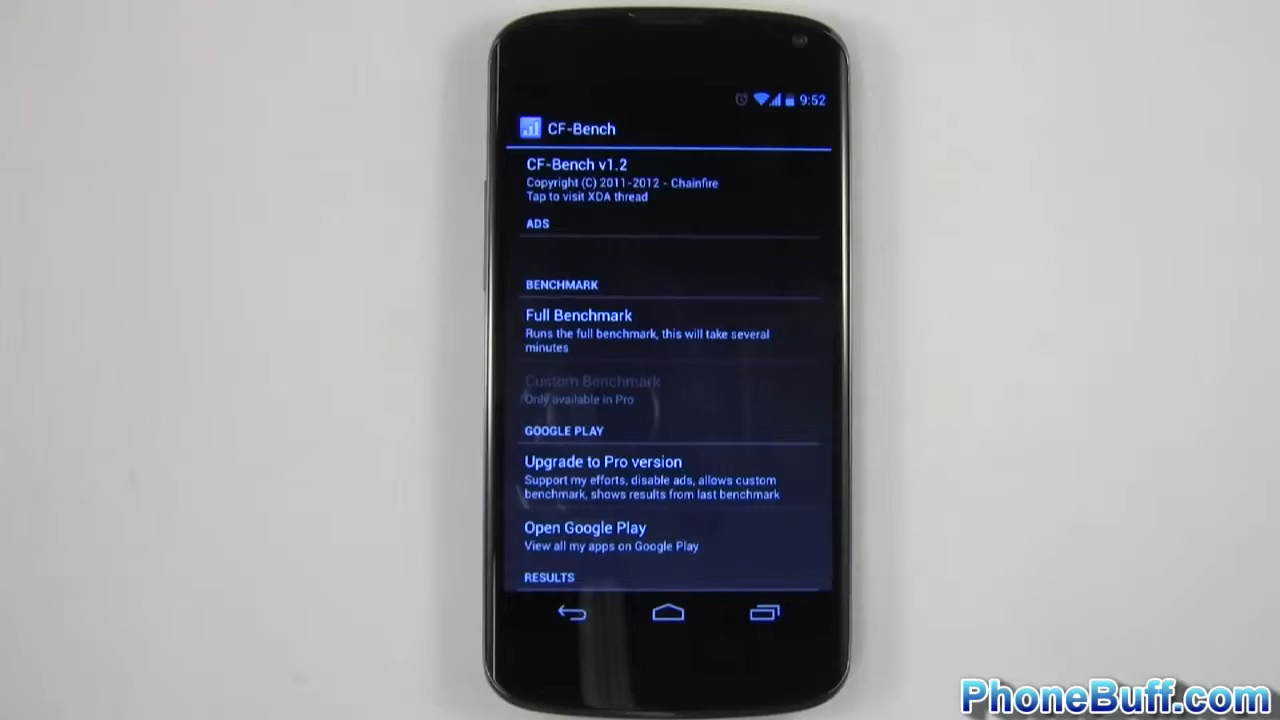 9:52
CF-Bench
CF-Bench v1.2
Copyright (C) 2011-2012 - Chainfire
Tap to visit XDA thread
ADS
BENCHMARK
Full Benchmark
Runs the full benchmark, this will take several
minutes
Custom Benchmark
Only available in Pro
GOOGLE PLAY
Upgrade to Pro version
Support my efforts, disable ads, allows custom
benchmark, shows results from last benchmark
Open Google Play
View all my apps on Google Play
RESULTS
PhoneBuff.com